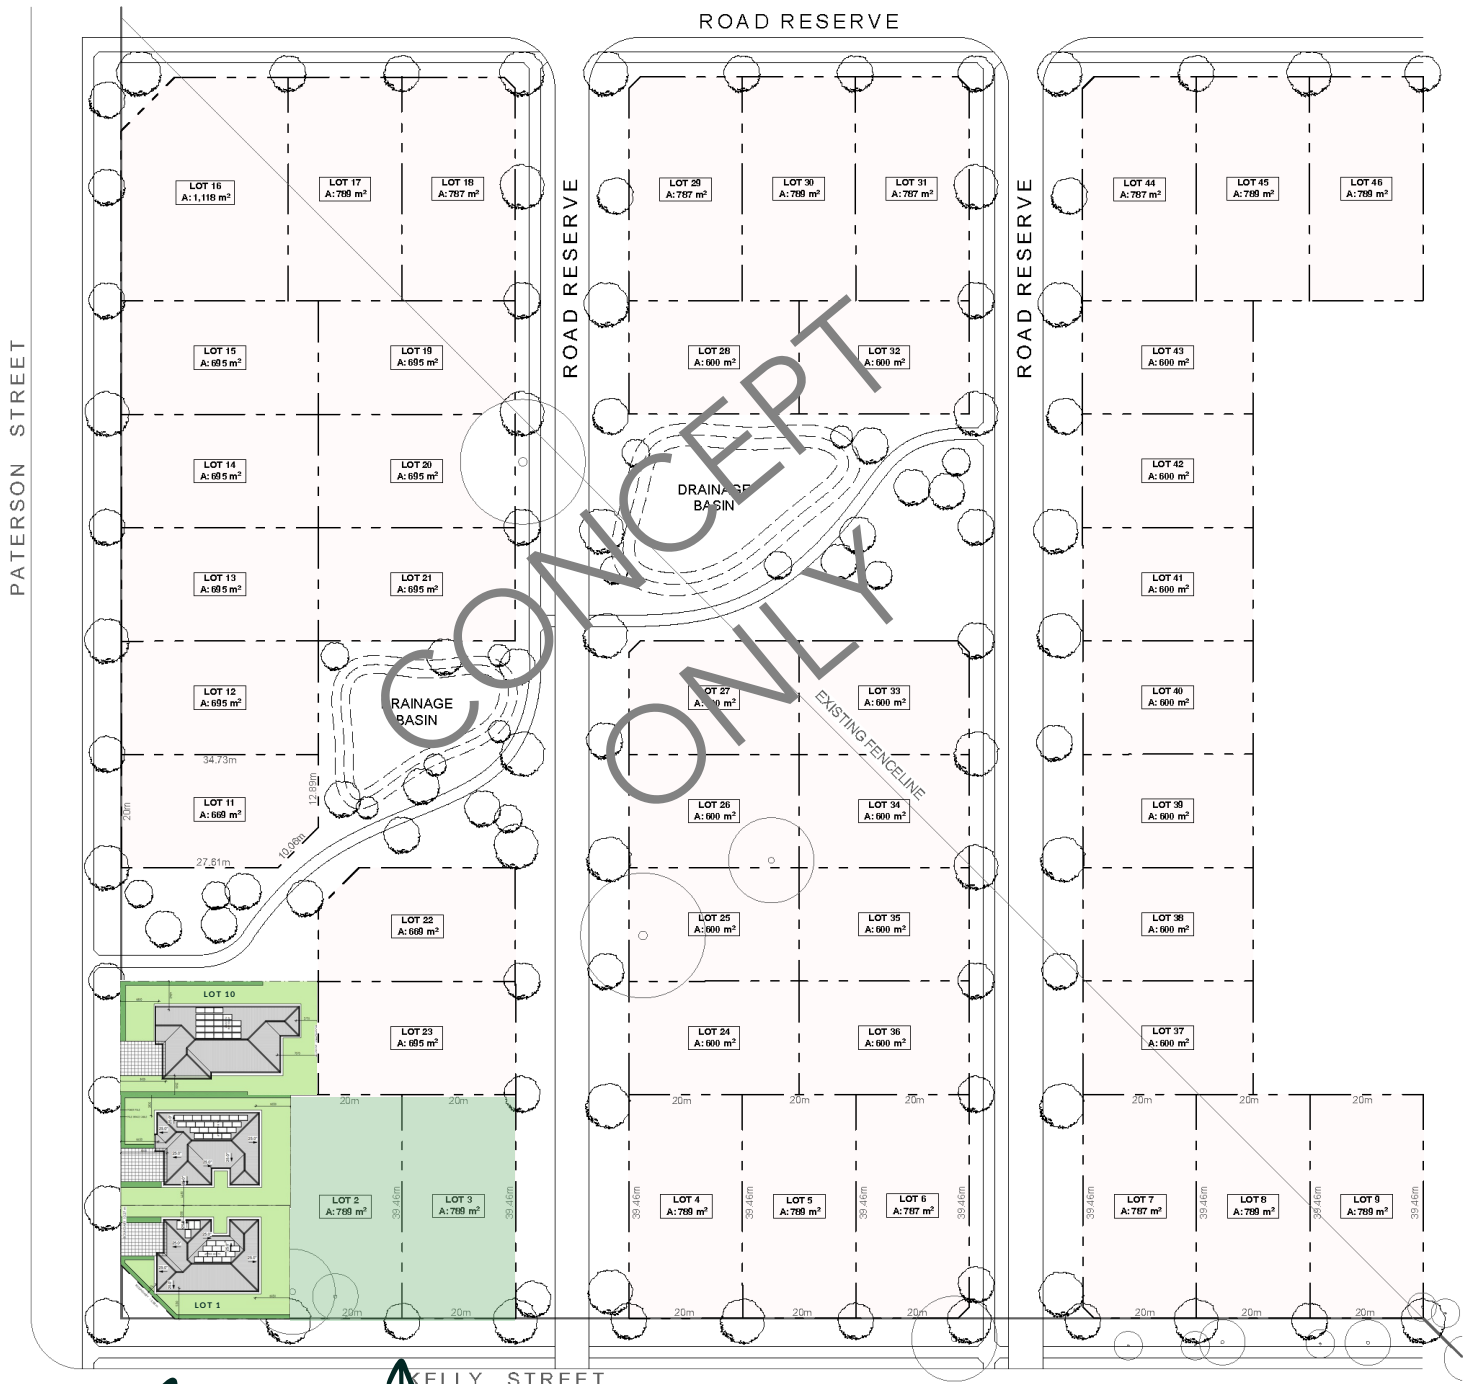 ROAD RESERVE
LOT 16
A: 1,118 m²
LOT 17
A: 789 m²
LOT 18
A: 787 m²
LOT 29
A: 787 m²
LOT 30
A: 789 m²
LOT 31
A: 787 m²
LOT 44
A: 787 m²
LOT 45
A: 789 m²
LOT 46
A: 789 m²
ROAD RESERVE
ROAD RESERVE
PATERSON STREET
LOT 15
A: 695 m²
LOT 19
A: 695 m²
LOT 28
A: 600 m²
LOT 32
A: 600 m²
LOT 43
A: 600 m²
CONCEPT
ONLY
LOT 14
A: 695 m²
LOT 20
A: 695 m²
DRAINAGE
BASIN
LOT 42
A: 600 m²
LOT 13
A: 695 m²
LOT 21
A: 695 m²
LOT 41
A: 600 m²
LOT 12
A: 695 m²
RAINAGE
BASIN
LOT 27
LOT 33
A: 600 m²
LOT 40
A: 600 m²
EXISTING FENCELINE
34.73m
20m
12.89m
LOT 11
A: 669 m²
27.61m
10.06m
LOT 26
A: 600 m²
LOT 34
A: 600 m²
LOT 39
A: 600 m²
LOT 22
A: 669 m²
LOT 25
A: 600 m²
LOT 35
A: 600 m²
LOT 38
A: 600 m²
LOT 10
LOT 23
A: 695 m²
LOT 24
A: 600 m²
LOT 36
A: 600 m²
LOT 37
A: 600 m²
20m
20m
20m
20m
20m
20m
20m
20m
LOT 2
A: 789 m²
39.46m
LOT 3
A: 789 m²
39.46m
39.46m
LOT 4
A: 789 m²
39.46m
LOT 5
A: 789 m²
39.46m
LOT 6
A: 787 m²
39.46m
39.46m
LOT 7
A: 787 m²
39.46m
LOT 8
A: 789 m²
39.46m
LOT 9
A: 789 m²
39.46m
LOT 1
20m
20m
20m
20m
20m
20m
20m
20m
KELLY STREET